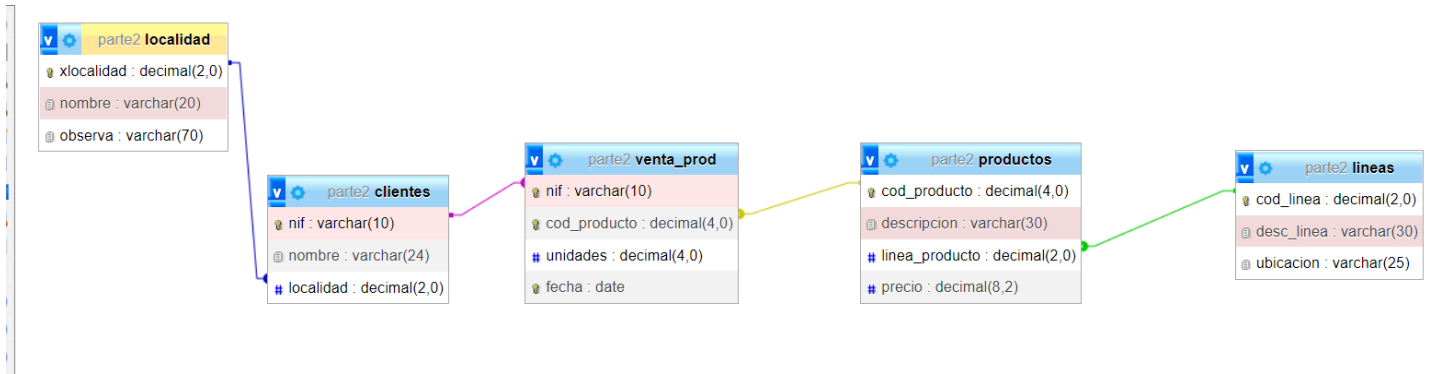 parte2 localidad
xlocalidad : decimal(2,0)
nombre : varchar(20)
observa : varchar(70)
v parte2 clientes
nif : varchar(10)
nombre : varchar(24)
# localidad : decimal(2,0)
v parte2 venta_prod
nif : varchar(10)
cod_producto : decimal(4,0)
# unidades : decimal(4,0)
fecha : date
v parte2 productos
cod_producto : decimal(4,0)
descripcion : varchar(30)
# linea_producto : decimal(2,0)
# precio : decimal(8,2)
v parte2 lineas
cod_linea : decimal(2,0)
desc_linea : varchar(30)
ubicacion : varchar(25)